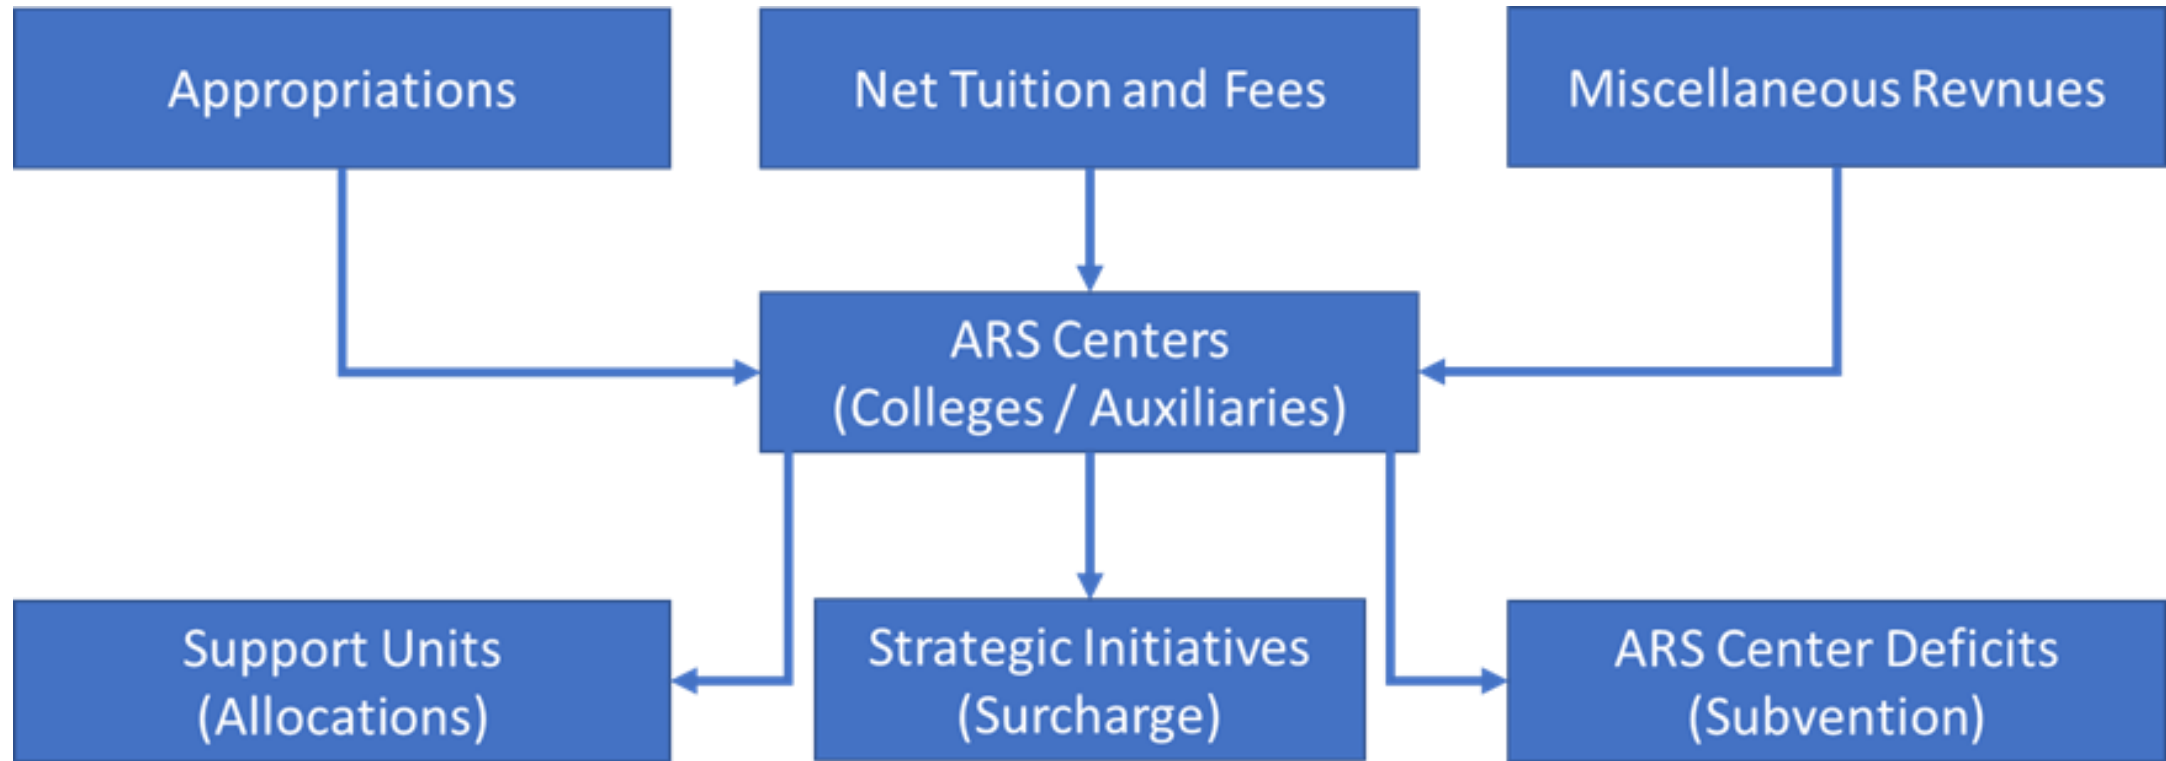 Appropriations
Net Tuition and Fees
Miscellaneous Revnues
ARS Centers
(Colleges / Auxiliaries)
Support Units
(Allocations)
Strategic Initiatives
(Surcharge)
ARS Center Deficits
(Subvention)